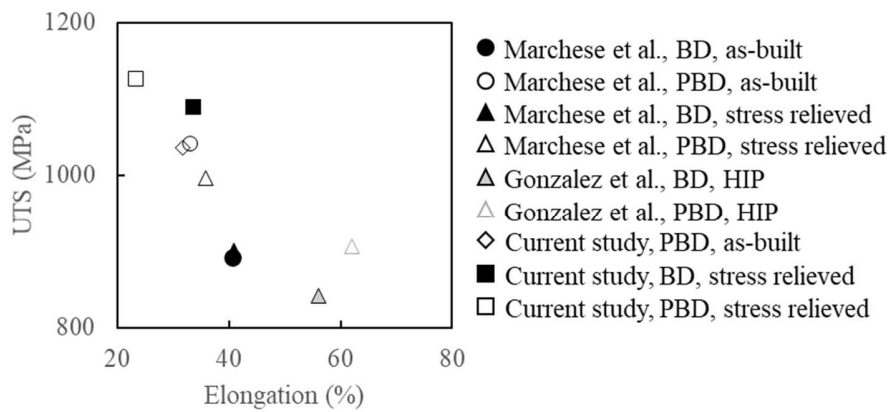 1200
1000
800
UTS (MPa)
20 40 60 80
Elongation (%)
Marchese et al., BD, as-built
Marchese et al., PBD, as-built
Marchese et al., BD, stress relieved
Marchese et al., PBD, stress relieved
Gonzalez et al., BD, HIP
Gonzalez et al., PBD, HIP
Current study, PBD, as-built
Current study, BD, stress relieved
Current study, PBD, stress relieved